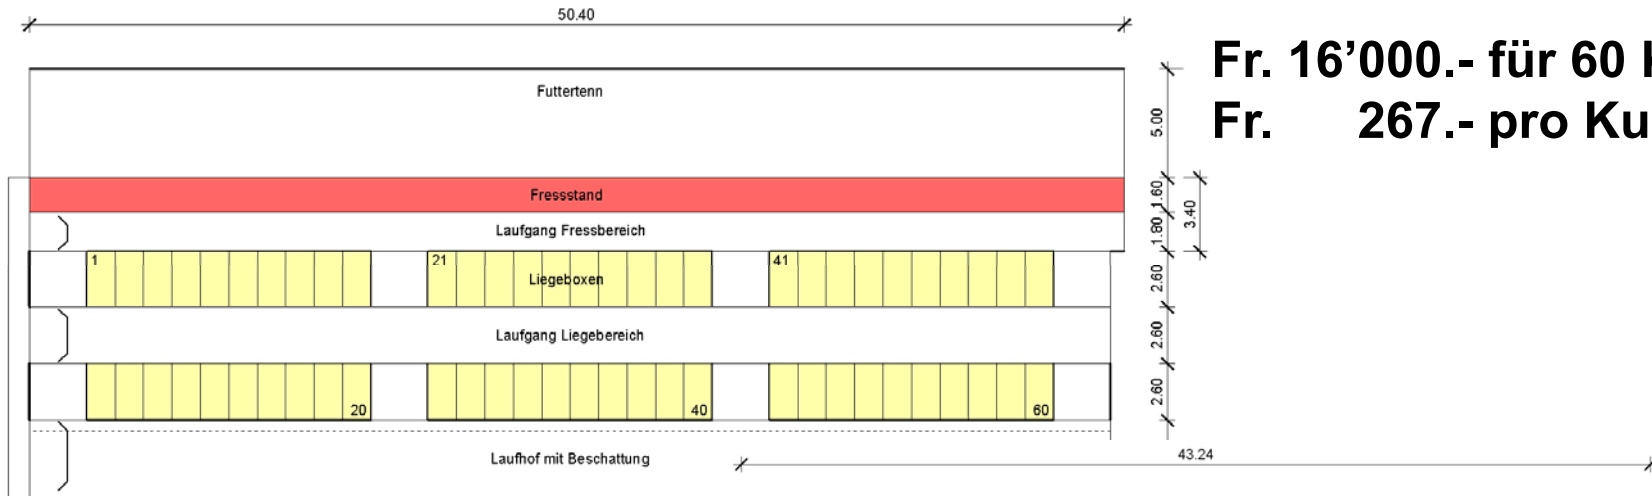 50.40
Fr. 16’000.- für 60
Fr. 267.- pro
Futtertenn
5.00
Fressstand
1.60
3.40
Laufgang Fressbereich
1.80
1
21
41
Liegeboxen
2.60
Laufgang Liegebereich
2.60
20
40
60
2.60
Laufhof mit Beschattung
43.24